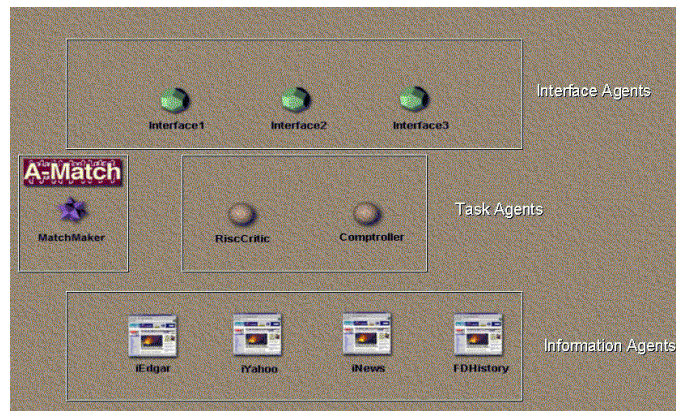 Interface1 Interface2 Interface3
Interface Agents
A-Match
MatchMaker
RiscCritic Comptroller
Task Agents
iEdgar iYahoo iNews FDHistory
Information Agents